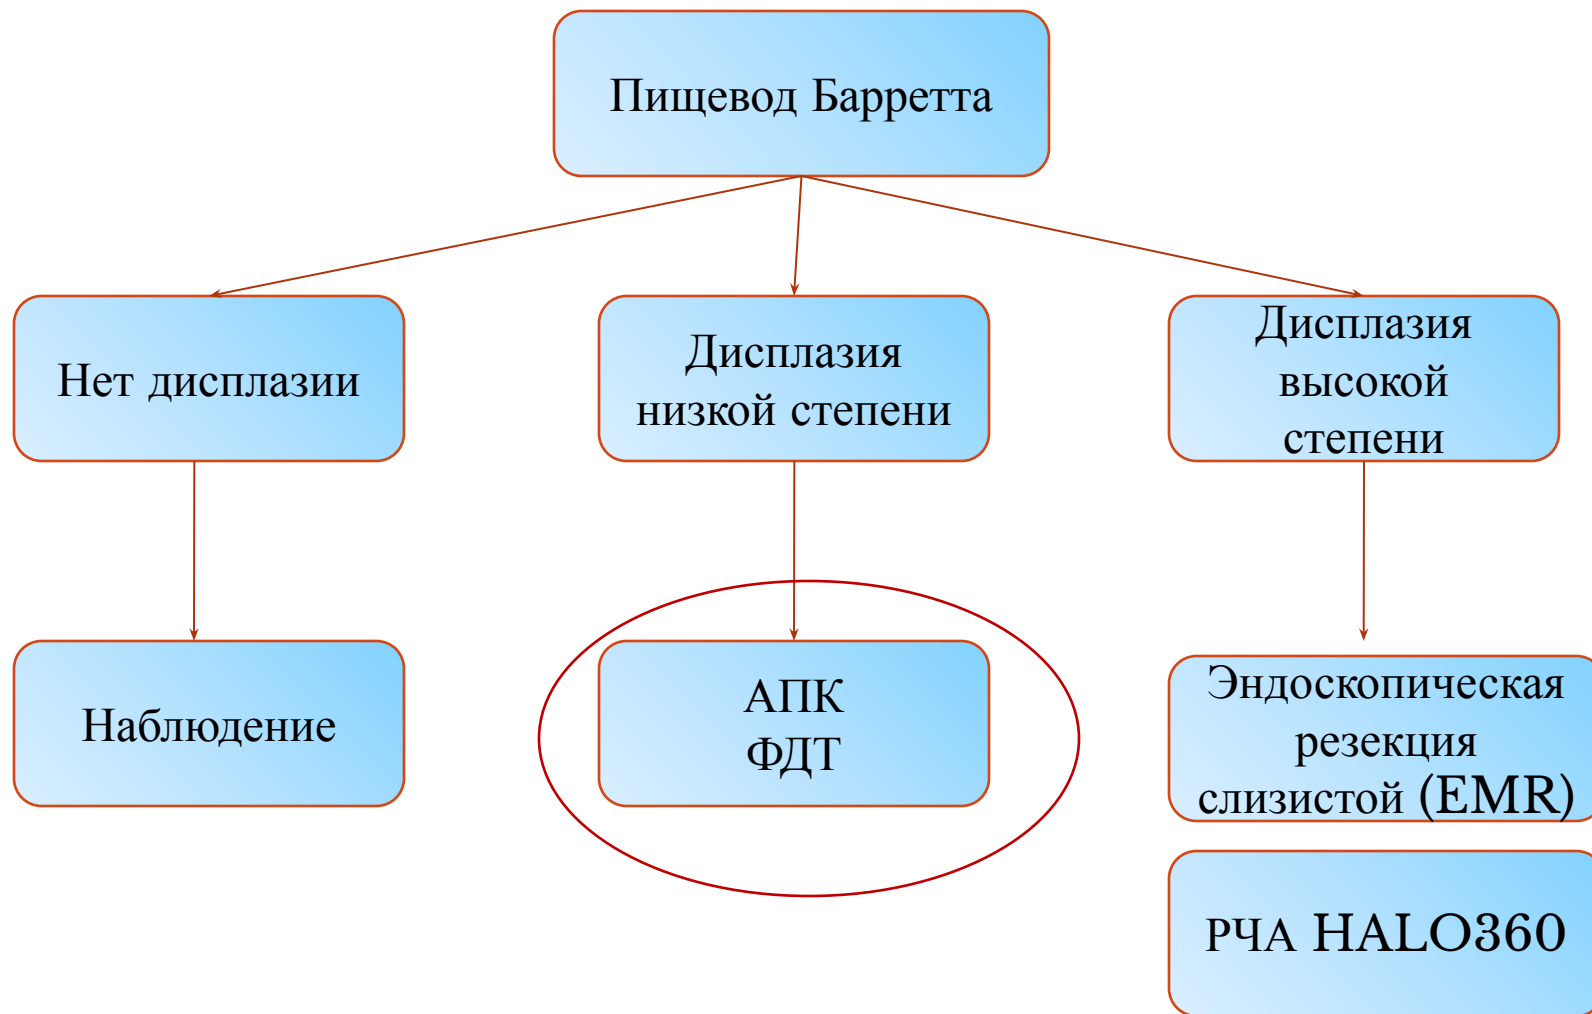 Пищевод Барретта
Нет дисплазии
Дисплазия
низкой степени
Дисплазия
высокой
степени
Наблюдение
АПК
ФДТ
Эндоскопическая
резекция
слизистой (EMR)
РЧА HALO360